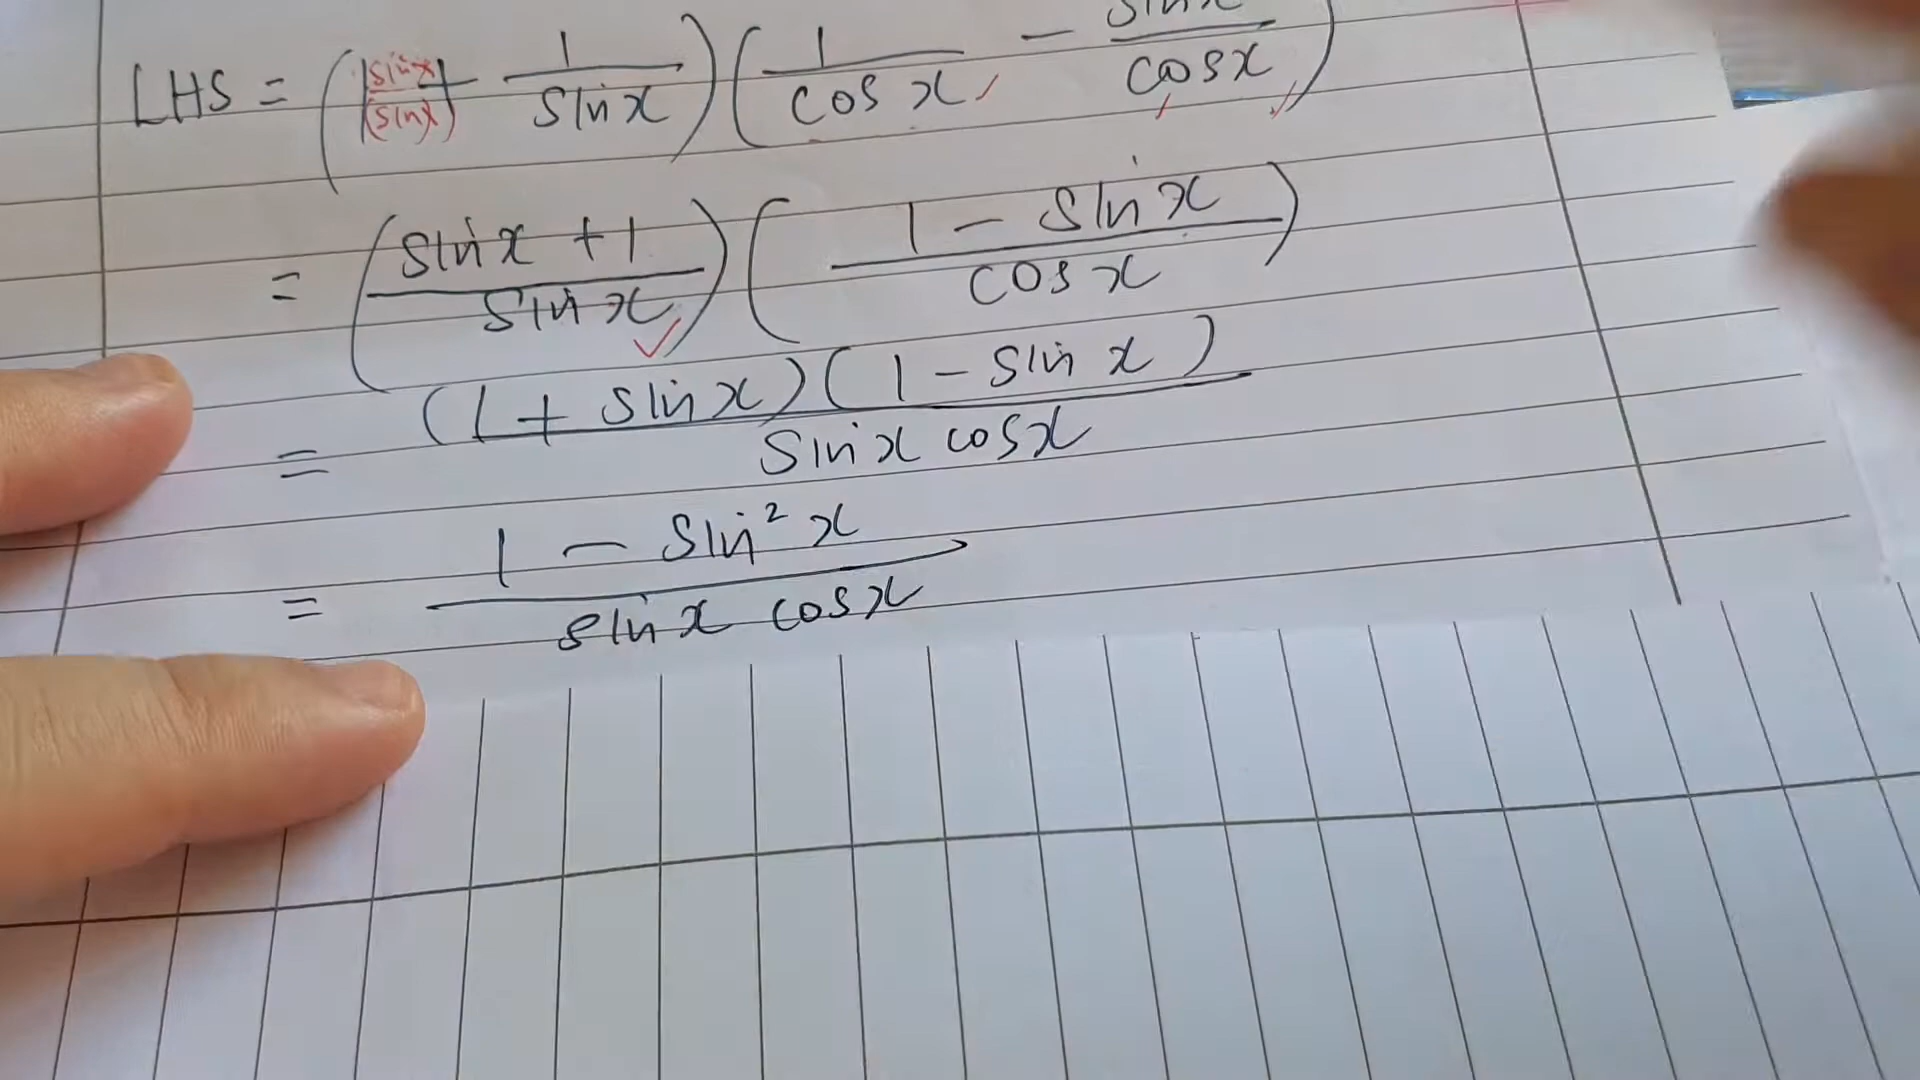 LHS = (1 sin x/(sin x) + 1/sin x)(1/cos x - sin x/cos x)
= (sin x + 1/sin x)(1 - sin x/cos x)
= (1 + sin x)(1 - sin x)/sin x cos x
= 1 - sin² x/sin x cos x